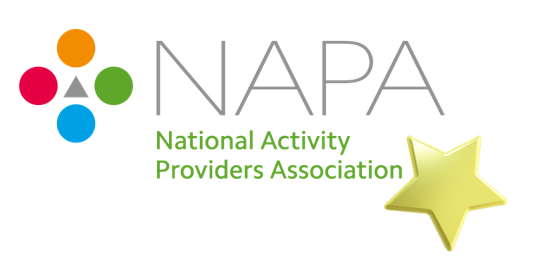 NAPA
National Activity
Providers Association